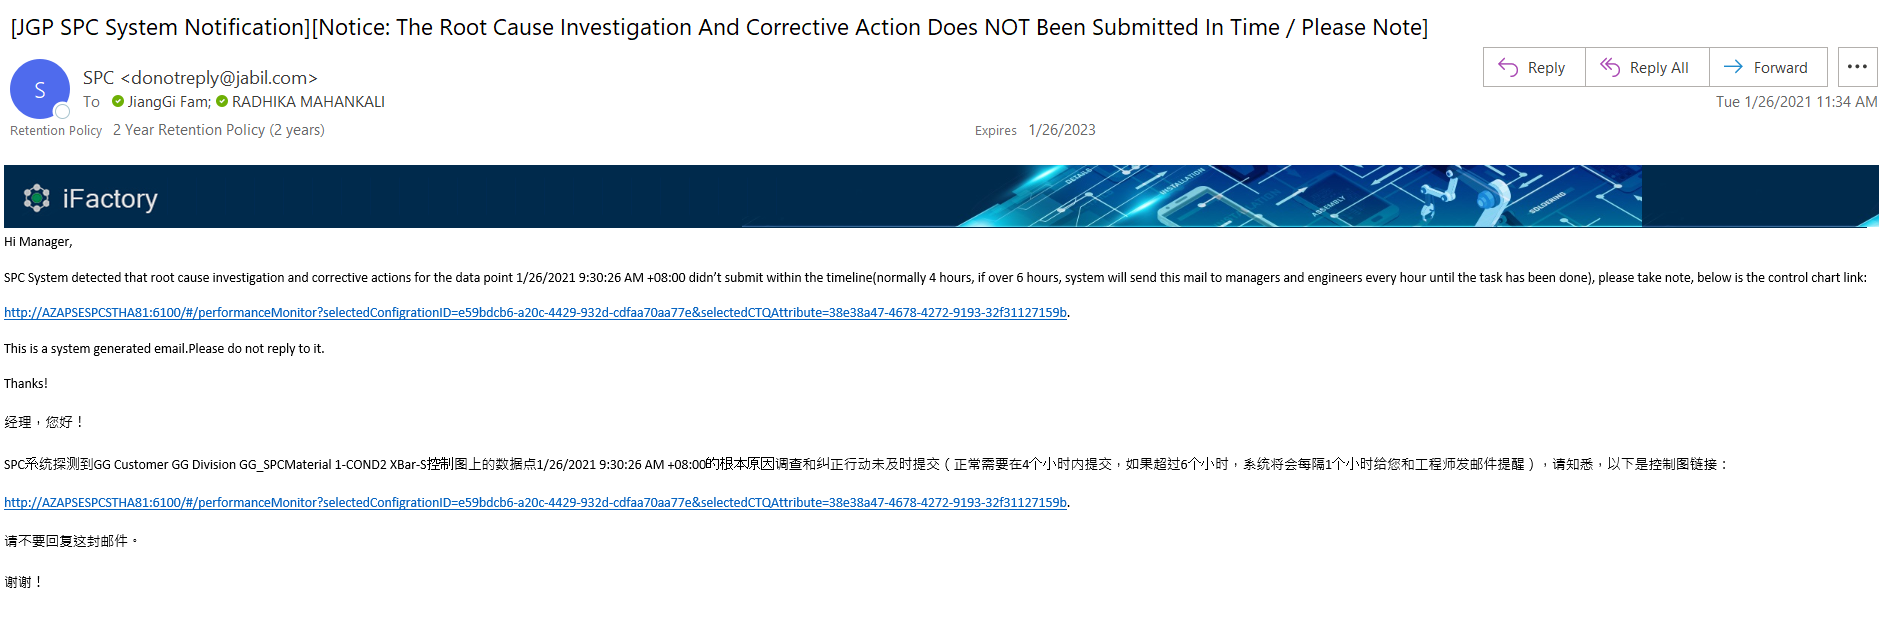 [JGP SPC System Notification][Notice: The Root Cause Investigation And Corrective Action Does NOT Been Submitted In Time / Please Note]
S
SPC <donotreply@jabil.com>
To JiangGi Fam; RADHIKA MAHANKALI
Reply
Reply All
Forward
Tue 1/26/2021 11:34 AM
Retention Policy 2 Year Retention Policy (2 years)
Expires 1/26/2023
iFactory
DETAILS
INSTALLATION
ASSEMBLY
SOLDERING
Hi Manager,
SPC System detected that root cause investigation and corrective actions for the data point 1/26/2021 9:30:26 AM +08:00 didn't submit within the timeline(normally 4 hours, if over 6 hours, system will send this mail to managers and engineers every hour until the task has been done), please take note, below is the control chart link:
http://AZAPSESPCSTHA81:6100/#/performanceMonitor?selectedConfigrationID=e59bdcb6-a20c-4429-932d-cdfaa70aa77e&selectedCTQAttribute=38e38a47-4678-4272-9193-32f31127159b.
This is a system generated email.Please do not reply to it.
Thanks!
经理，您好！
SPC系统探测到GG Customer GG Division GG_SPCMaterial 1-COND2 XBar-S控制图上的数据点1/26/2021 9:30:26 AM +08:00的根本原因调查和纠正行动未及时提交（正常需要在4个小时内提交，如果超过6个小时，系统将会每隔1个小时给您和工程师发邮件提醒），请知悉，以下是控制图链接：
http://AZAPSESPCSTHA81:6100/#/performanceMonitor?selectedConfigrationID=e59bdcb6-a20c-4429-932d-cdfaa70aa77e&selectedCTQAttribute=38e38a47-4678-4272-9193-32f31127159b.
请不要回复这封邮件。
谢谢！